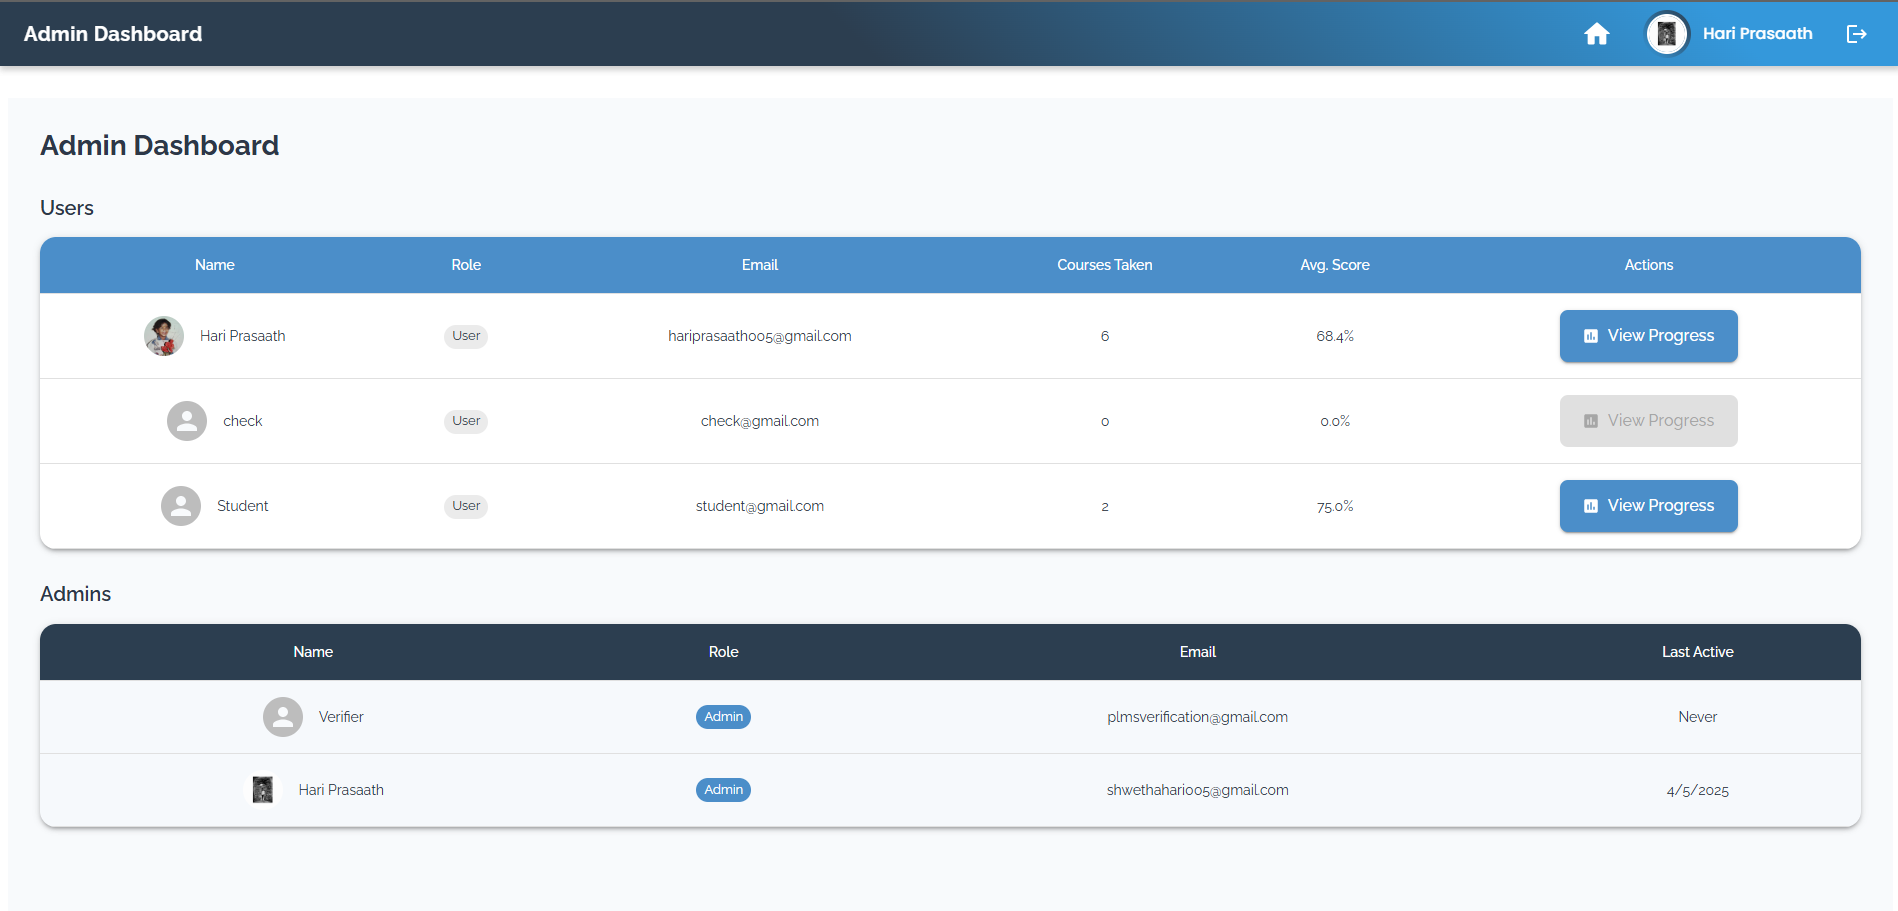 Admin Dashboard Hari Prasaath
Admin Dashboard
Users
Name Role Email Courses Taken Avg. Score Actions
Hari Prasaath User hariprasaath005@gmail.com 6 68.4% View Progress
check User check@gmail.com 0 0.0% View Progress
Student User student@gmail.com 2 75.0% View Progress
Admins
Name Role Email Last Active
Verifier Admin plmsverification@gmail.com Never
Hari Prasaath Admin shwethahari005@gmail.com 4/5/2025